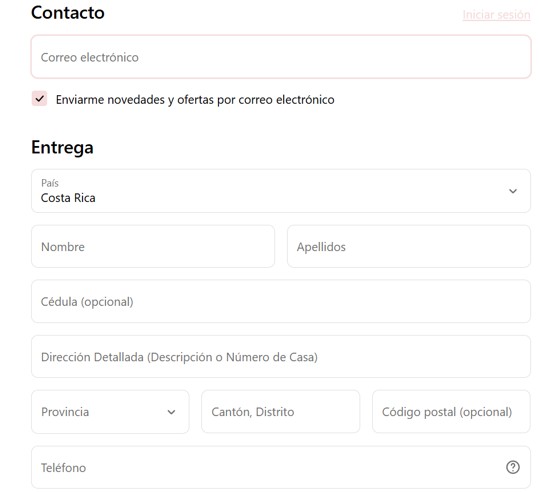 Contacto
Iniciar sesión
Correo electrónico
Enviarme novedades y ofertas por correo electrónico
Entrega
País
Costa Rica
Nombre
Apellidos
Cédula (opcional)
Dirección Detallada (Descripción o Número de Casa)
Provincia
Cantón, Distrito
Código postal (opcional)
Teléfono